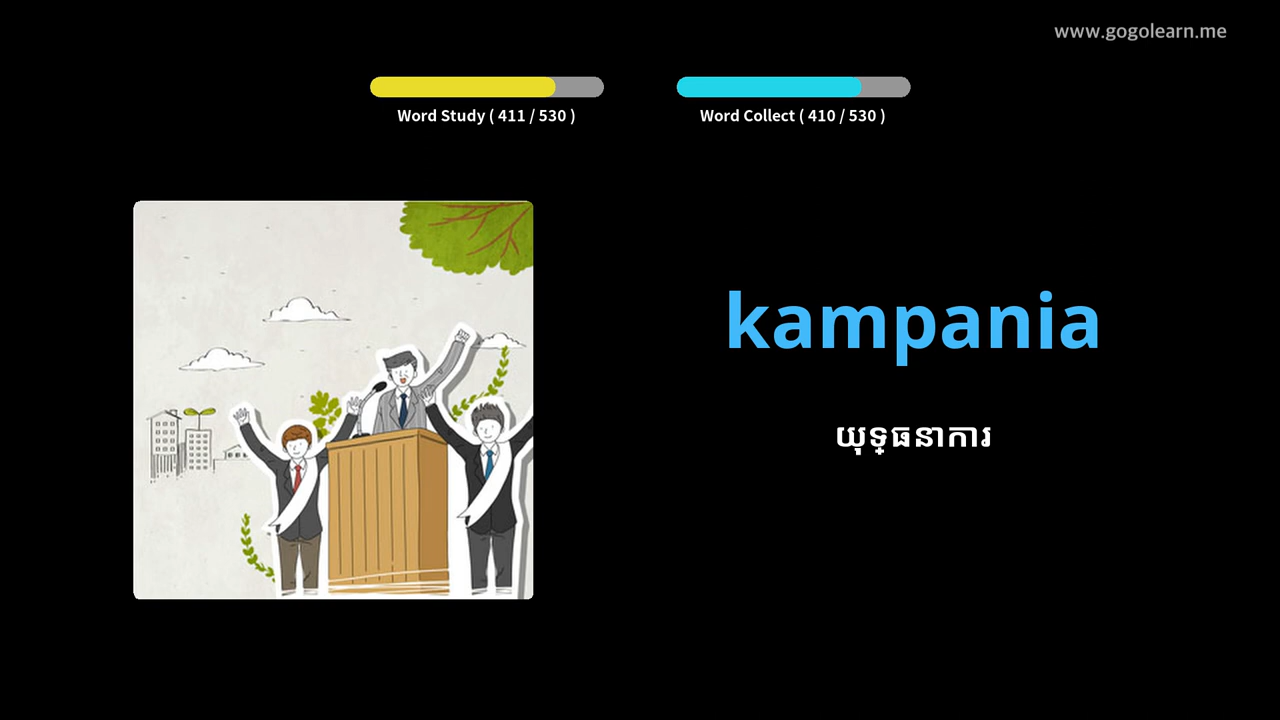 www.gogolearn.me
Word Study ( 411 / 530 )
Word Collect ( 410 / 530 )
kampania
យុទ្ធនាការ